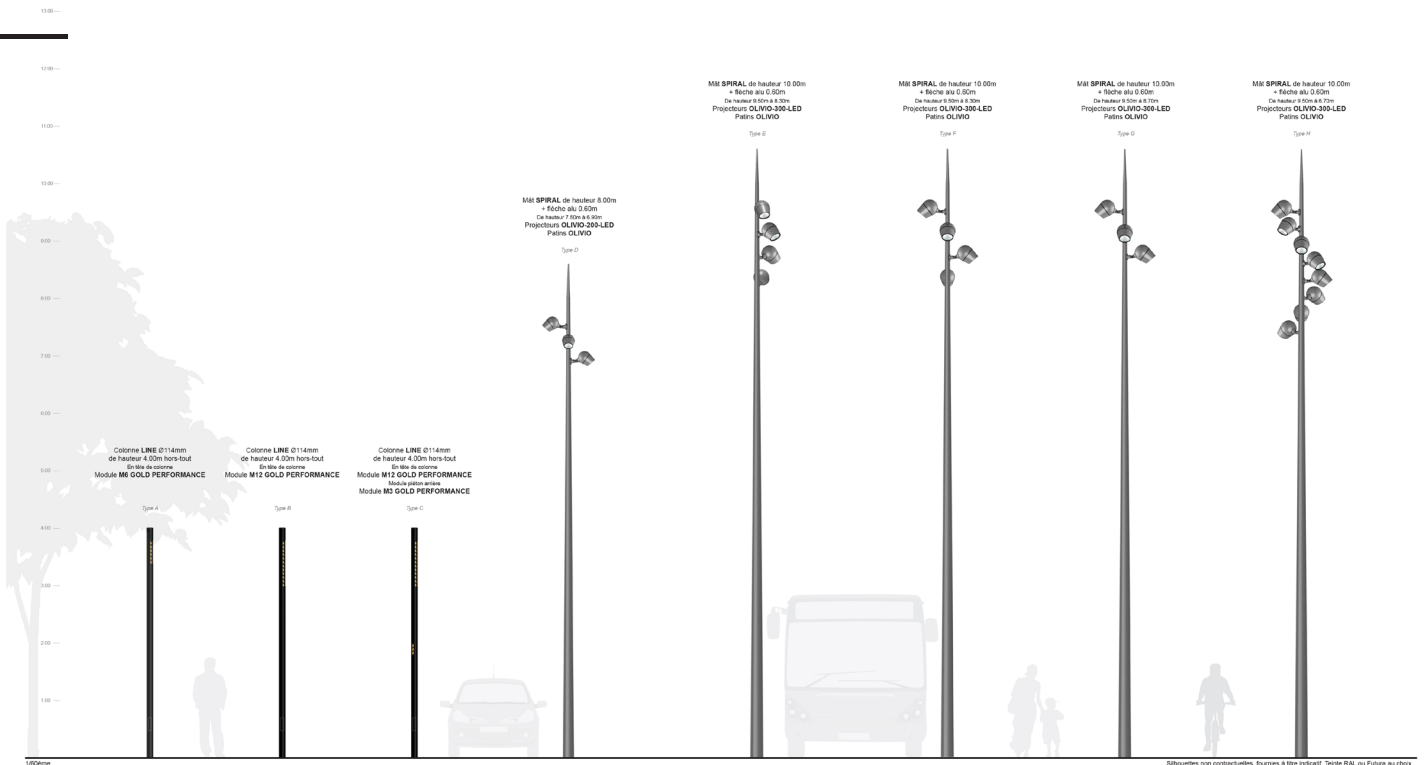 13.00
12.00
11.00
10.00
9.00
8.00
7.00
6.00
5.00
4.00
3.00
2.00
1.00
Colonne LINE Ø114mm
de hauteur 4.00m hors-tout
En tête de colonne
Module M6 GOLD PERFORMANCE
Type A
Colonne LINE Ø114mm
de hauteur 4.00m hors-tout
En tête de colonne
Module M12 GOLD PERFORMANCE
Type B
Colonne LINE Ø114mm
de hauteur 4.00m hors-tout
En tête de colonne
Module M12 GOLD PERFORMANCE
Module piéton arrière
Module M3 GOLD PERFORMANCE
Type C
Mât SPIRAL de hauteur 8.00m
+ flèche alu 0.60m
De hauteur 7.50m à 6.90m
Projecteurs OLIVIO-200-LED
Patins OLIVIO
Type D
Mât SPIRAL de hauteur 10.00m
+ flèche alu 0.60m
De hauteur 9.50m à 8.30m
Projecteurs OLIVIO-300-LED
Patins OLIVIO
Type E
Mât SPIRAL de hauteur 10.00m
+ flèche alu 0.60m
De hauteur 9.50m à 8.30m
Projecteurs OLIVIO-300-LED
Patins OLIVIO
Type F
Mât SPIRAL de hauteur 10.00m
+ flèche alu 0.60m
De hauteur 9.50m à 8.70m
Projecteurs OLIVIO-300-LED
Patins OLIVIO
Type G
Mât SPIRAL de hauteur 10.00m
+ flèche alu 0.60m
De hauteur 9.50m à 6.70m
Projecteurs OLIVIO-300-LED
Patins OLIVIO
Type H
1/60ème
Silhouettes non contractuelles, fournies à titre indicatif. Teinte RAL ou Futura au choix.